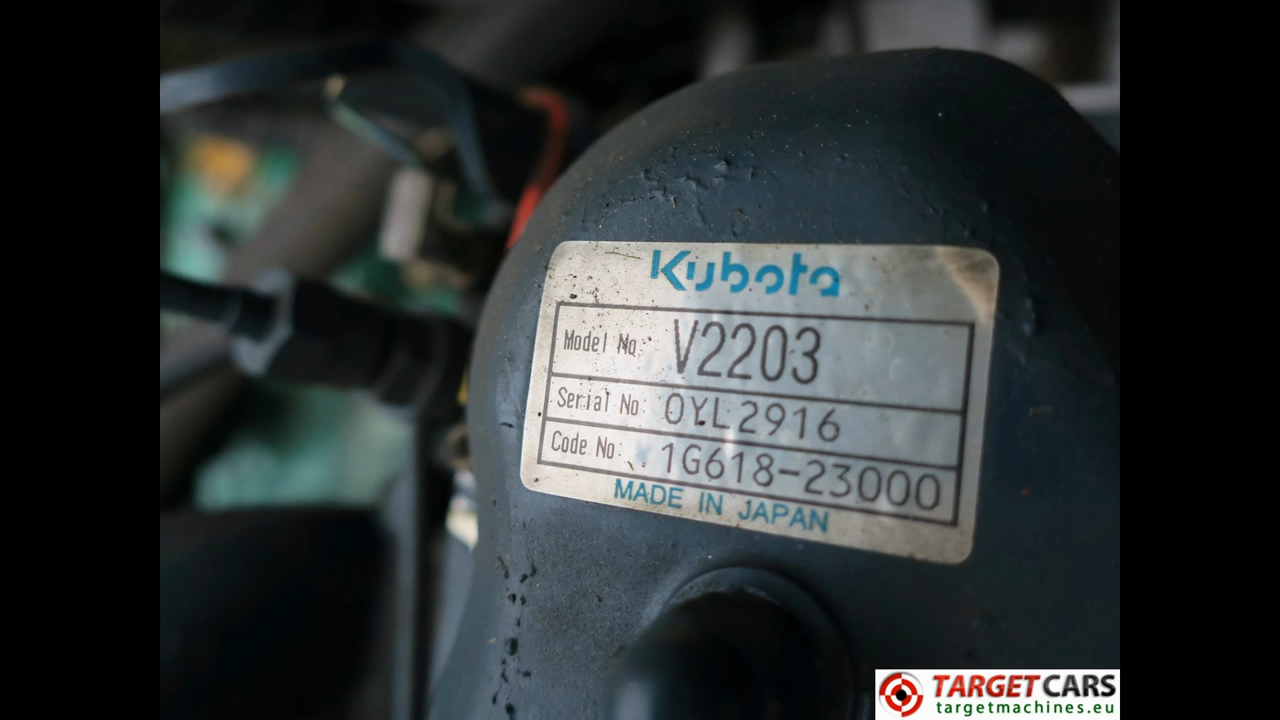 Kubota
Model No: V2203
Serial No: 0YL2916
Code No: 1G618-23000
MADE IN JAPAN
TARGET CARS
targetmachines.eu